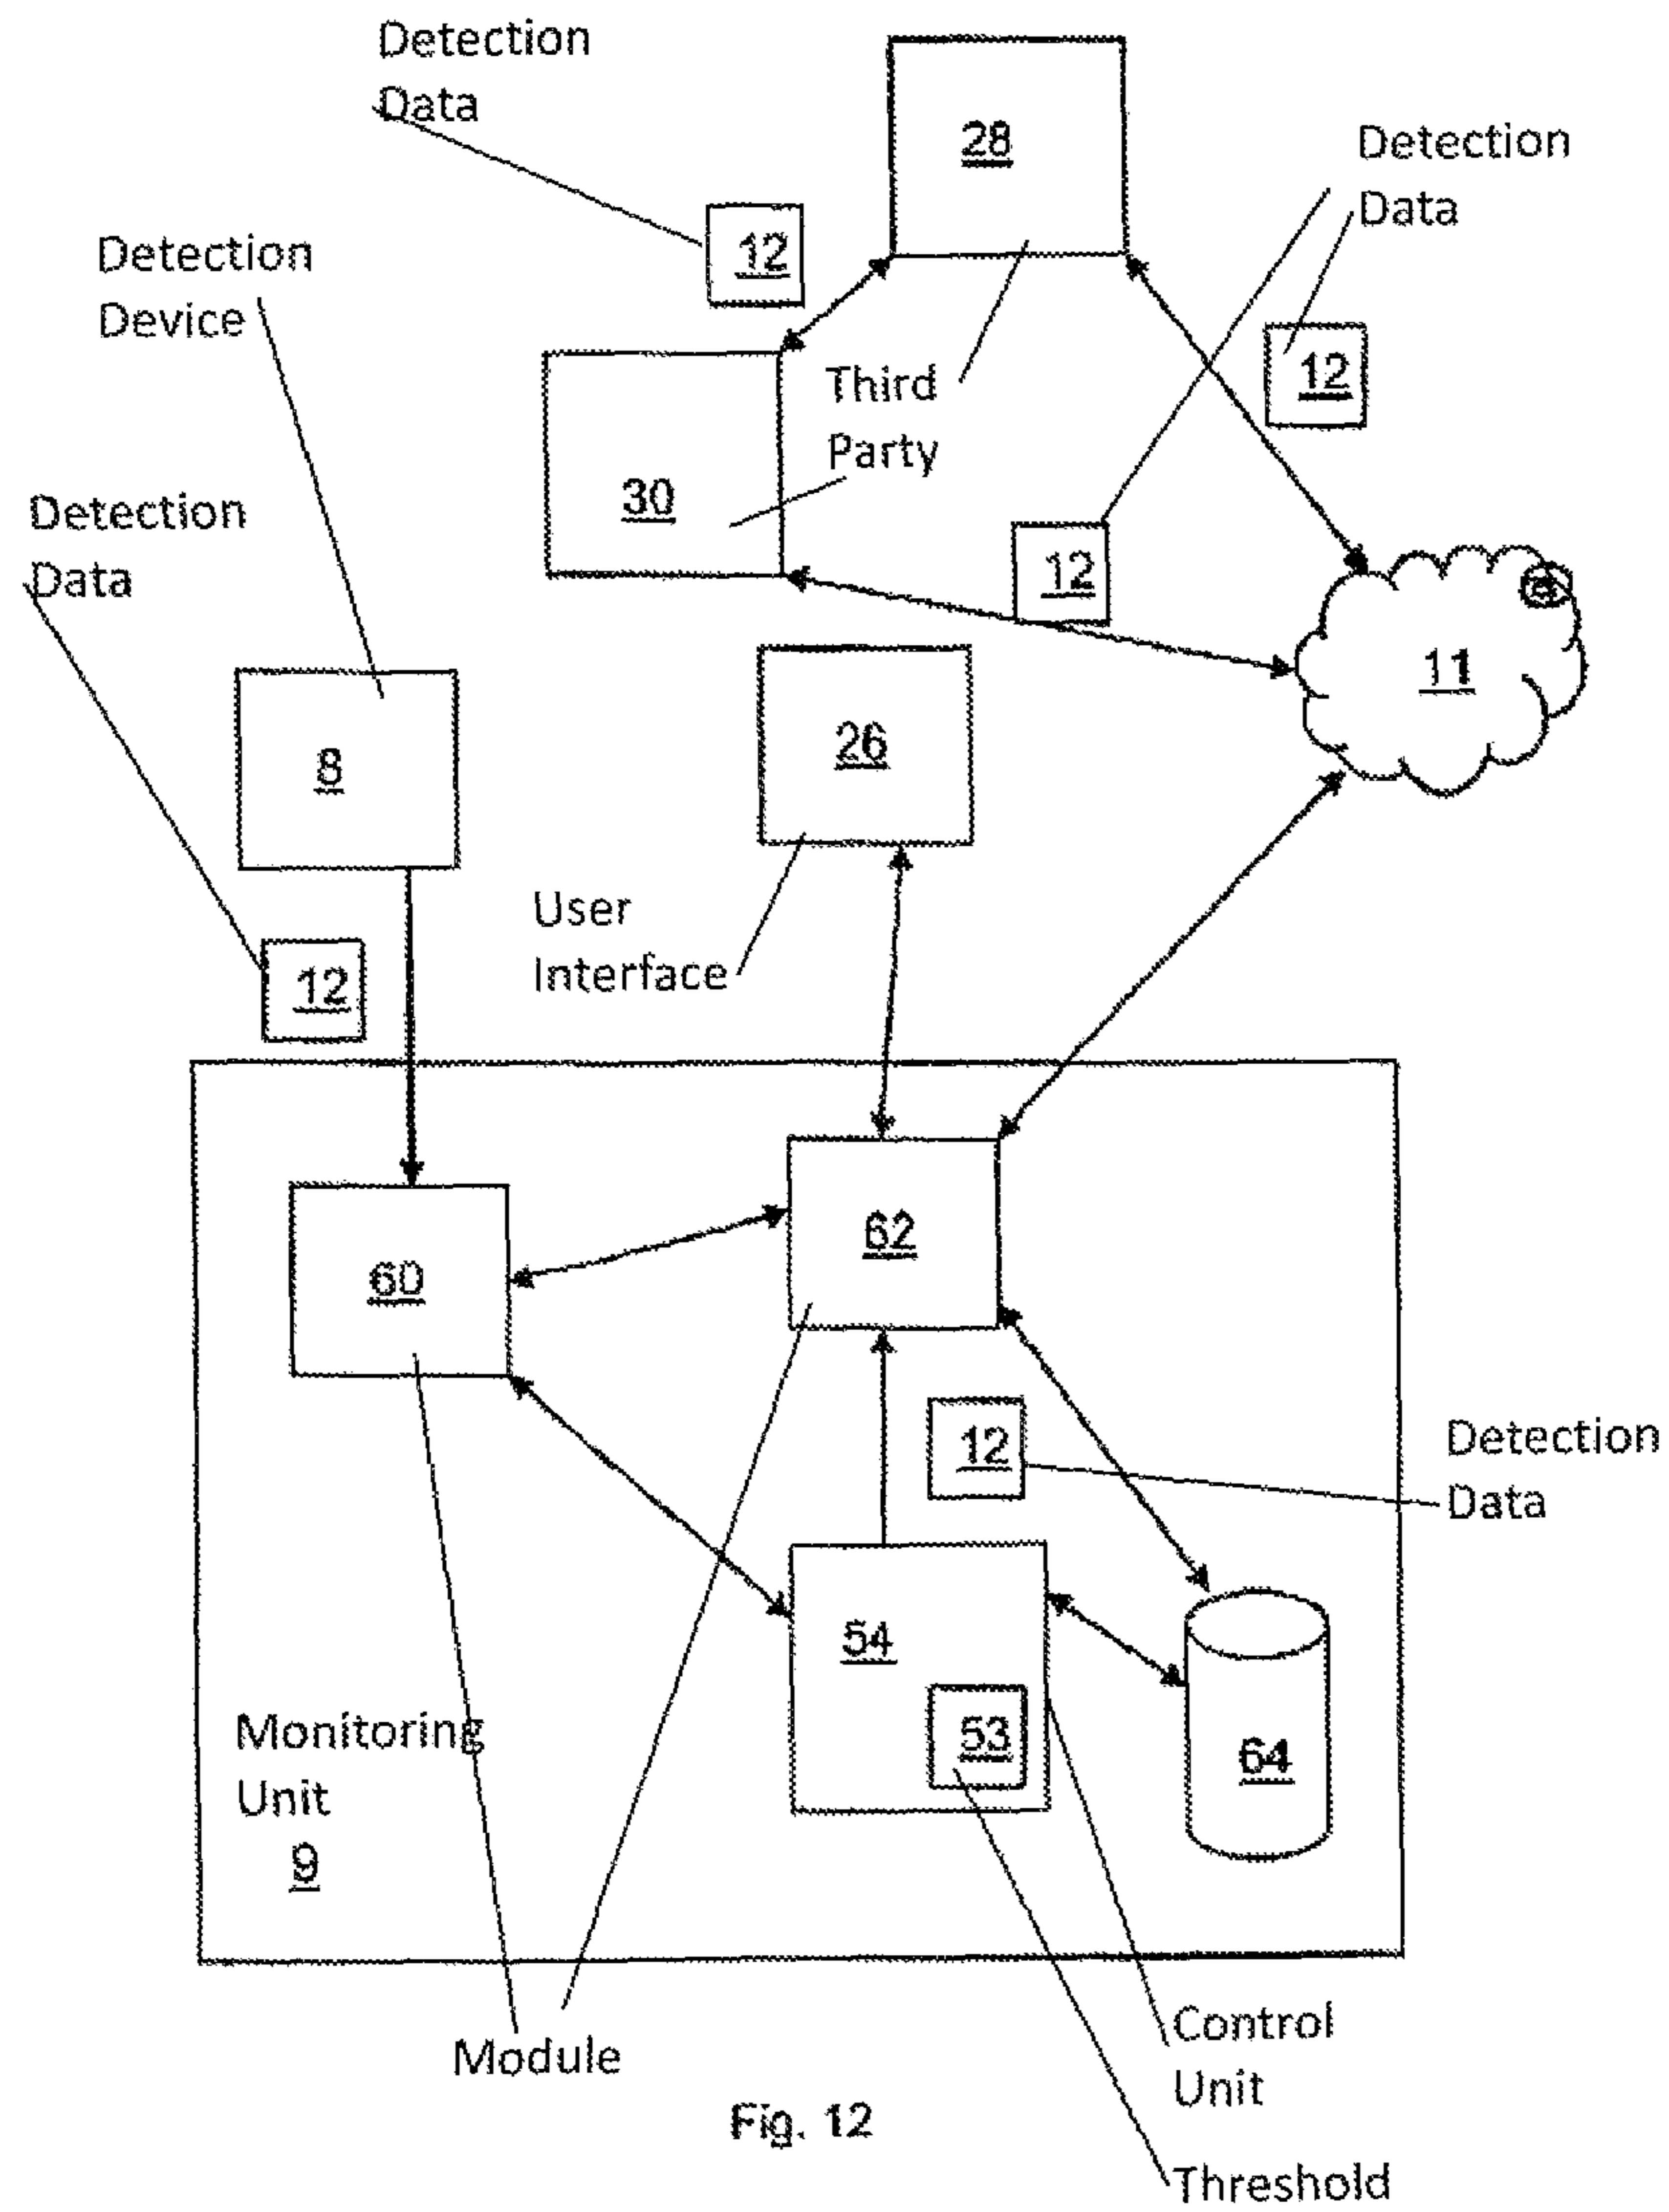 Detection
Data
28
Detection
Data
12
Detection
Device
12
Third
Party
30
Detection
Data
12
@
11
26
8
User
Interface
12
62
60
12
Detection
Data
54
53
64
Monitoring
Unit
9
Module
Control
Unit
Fig. 12
Threshold